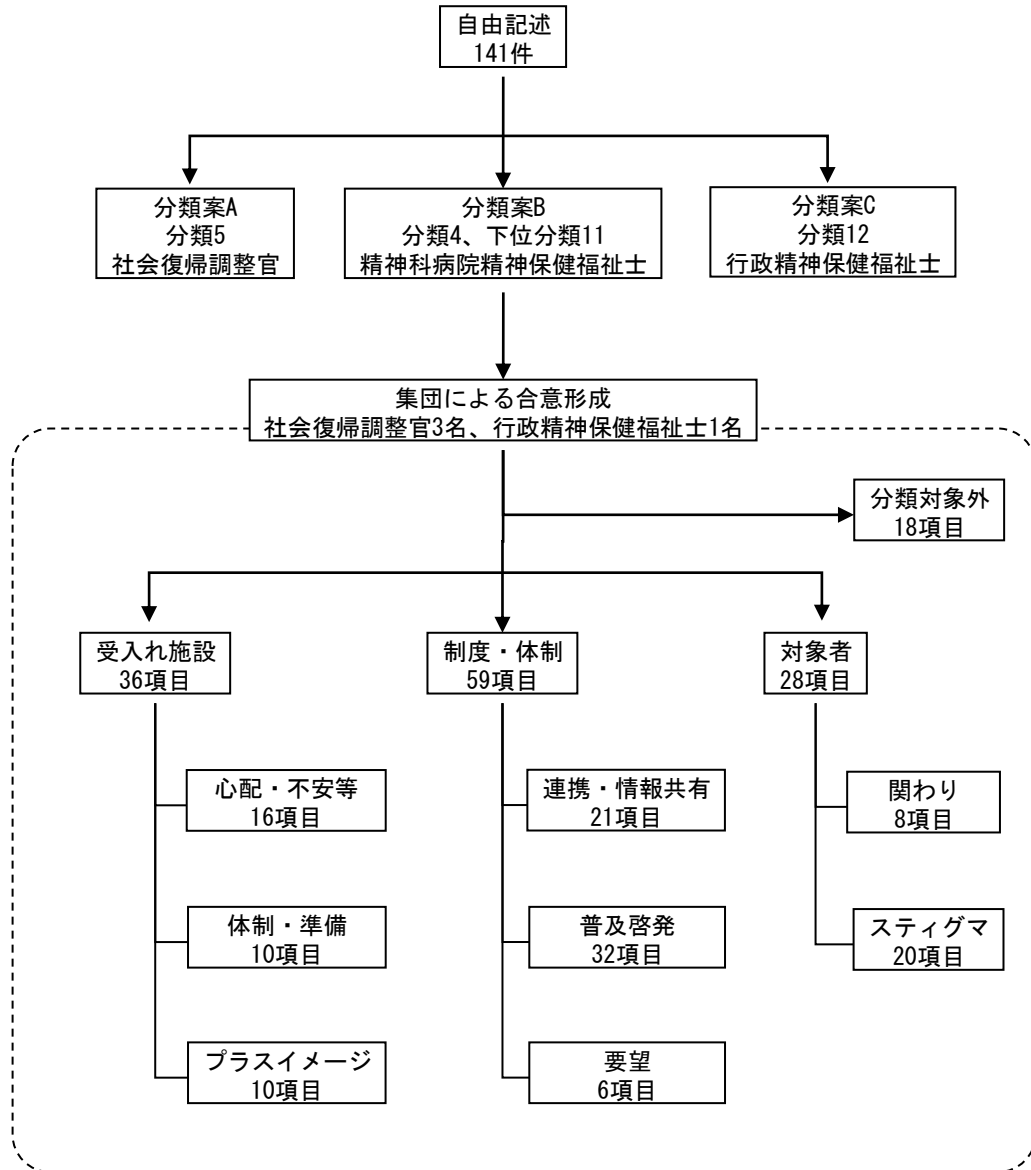 自由記述
141件
分類案A
分類5
社会復帰調整官
分類案B
分類4、下位分類11
精神科病院精神保健福祉士
分類案C
分類12
行政精神保健福祉士
集団による合意形成
社会復帰調整官3名、行政精神保健福祉士1名
分類対象外
18項目
受入れ施設
36項目
制度・体制
59項目
対象者
28項目
心配・不安等
16項目
連携・情報共有
21項目
関わり
8項目
体制・準備
10項目
普及啓発
32項目
スティグマ
20項目
プラスイメージ
10項目
要望
6項目